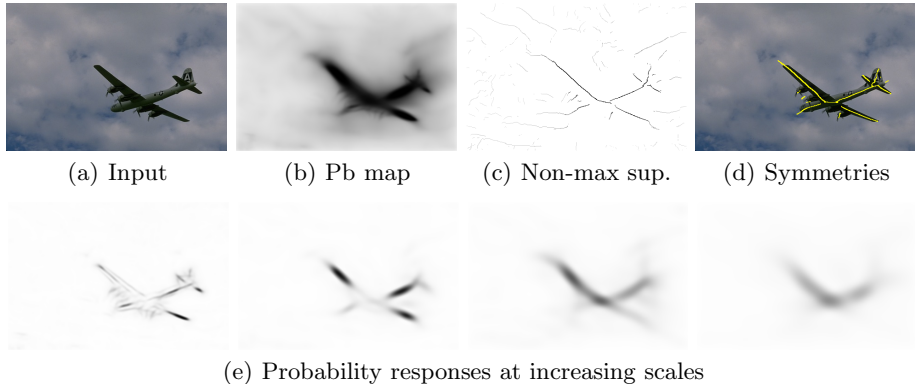 (a) Input
(b) Pb map
(c) Non-max sup.
(d) Symmetries
(e) Probability responses at increasing scales